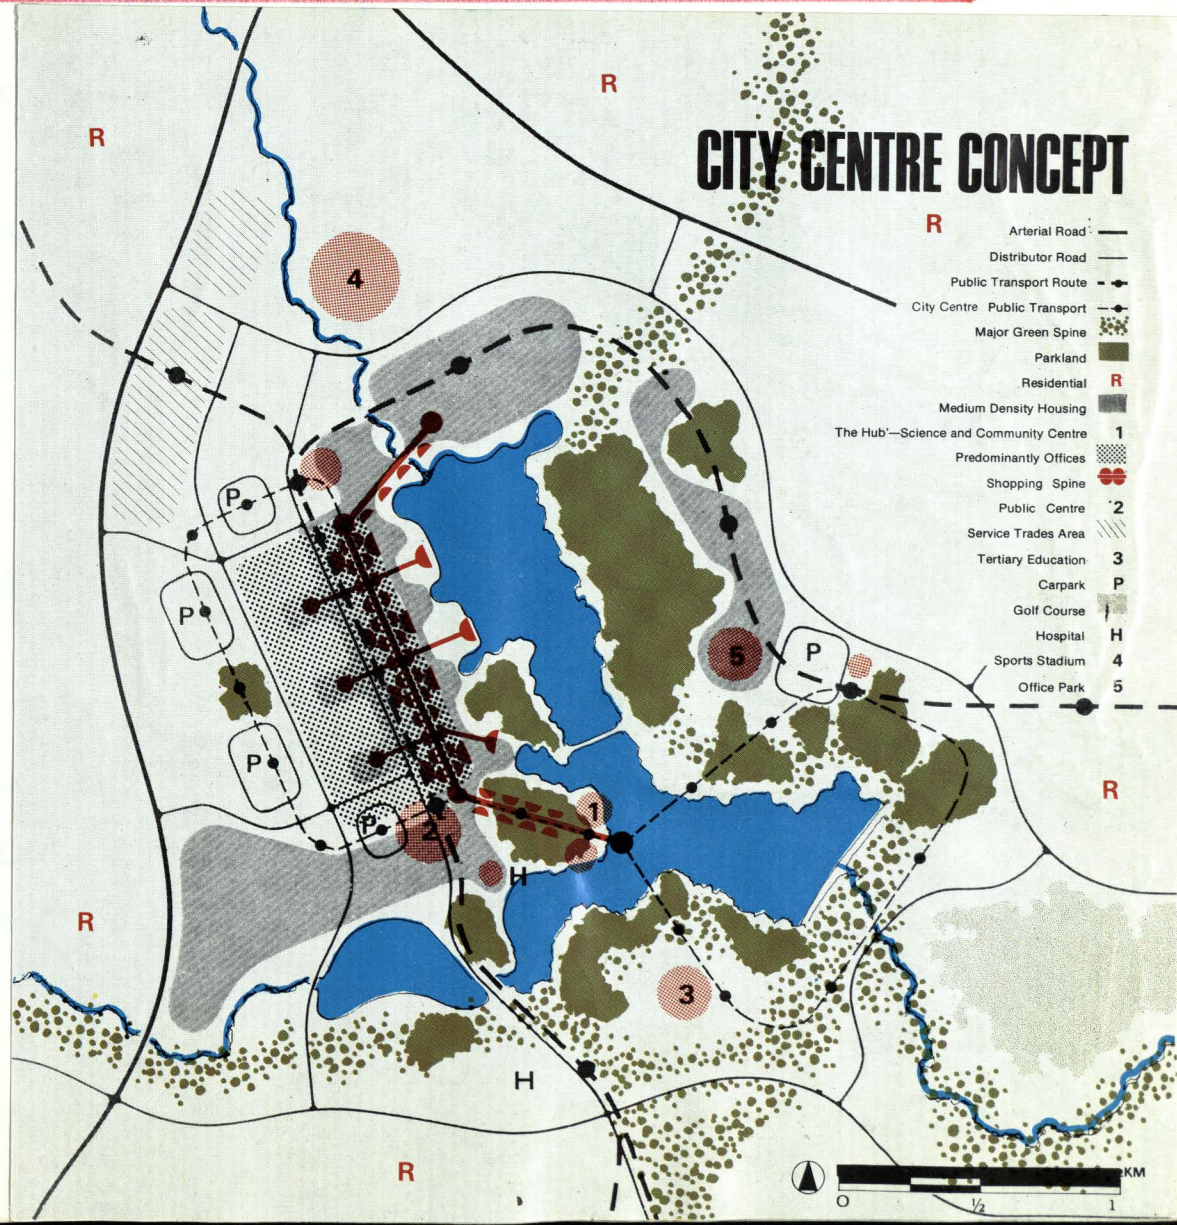 R
R
CITY CENTRE CONCEPT
R
Arterial Road
Distributor Road
Public Transport Route
City Centre Public Transport
Major Green Spine
Parkland
Residential R
Medium Density Housing
The Hub'—Science and Community Centre 1
Predominantly Offices
Shopping Spine
Public Centre 2
Service Trades Area
Tertiary Education 3
Carpark P
Golf Course
Hospital H
Sports Stadium 4
Office Park 5
4
P
P
5
P
P
1
P
2
H
R
R
3
H
R
KM
0 ½ 1